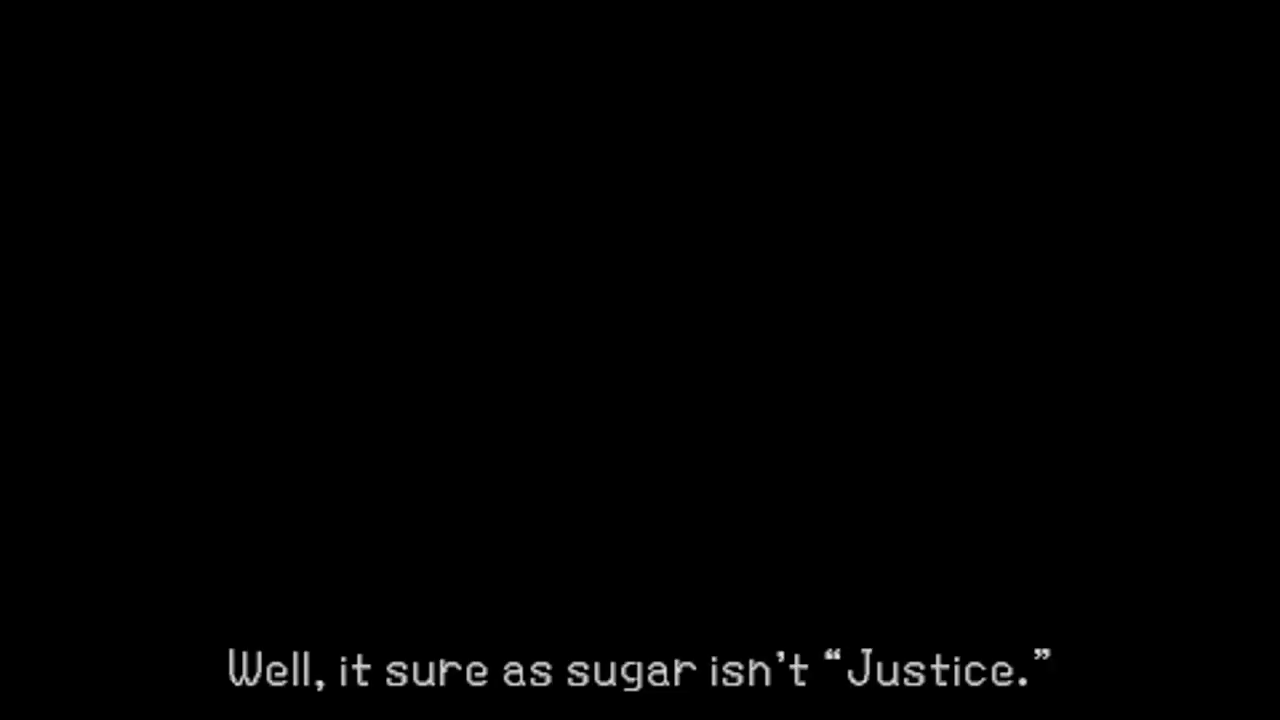 Well, it sure as sugar isn't “Justice.”